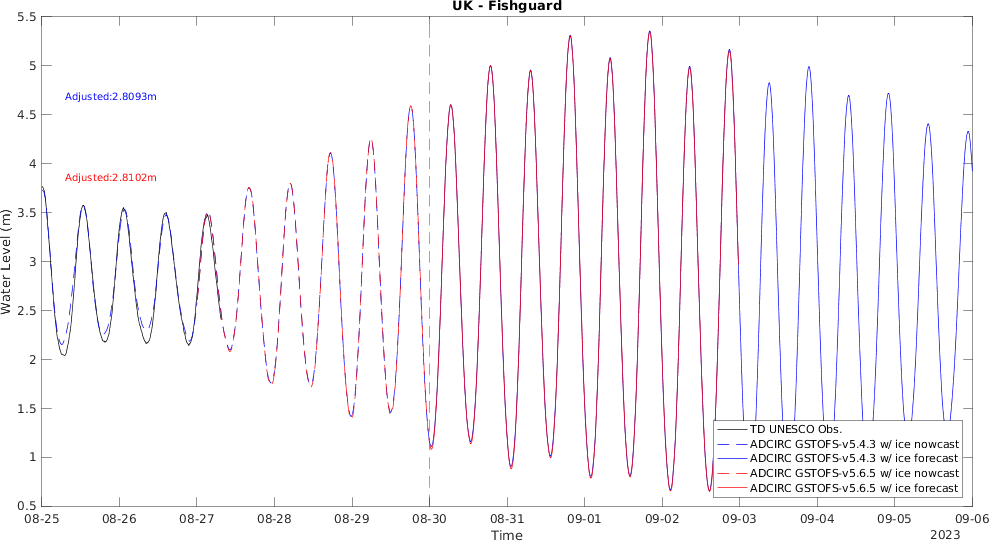 UK - Fishguard
5.5
5
4.5
4
3.5
3
2.5
2
1.5
1
0.5
Water Level (m)
Adjusted:2.8093m
Adjusted:2.8102m
TD UNESCO Obs.
ADCIRC GSTOFS-v5.4.3 w/ ice nowcast
ADCIRC GSTOFS-v5.4.3 w/ ice forecast
ADCIRC GSTOFS-v5.6.5 w/ ice nowcast
ADCIRC GSTOFS-v5.6.5 w/ ice forecast
08-25 08-26 08-27 08-28 08-29 08-30 08-31 09-01 09-02 09-03 09-04 09-05 09-06
Time
2023